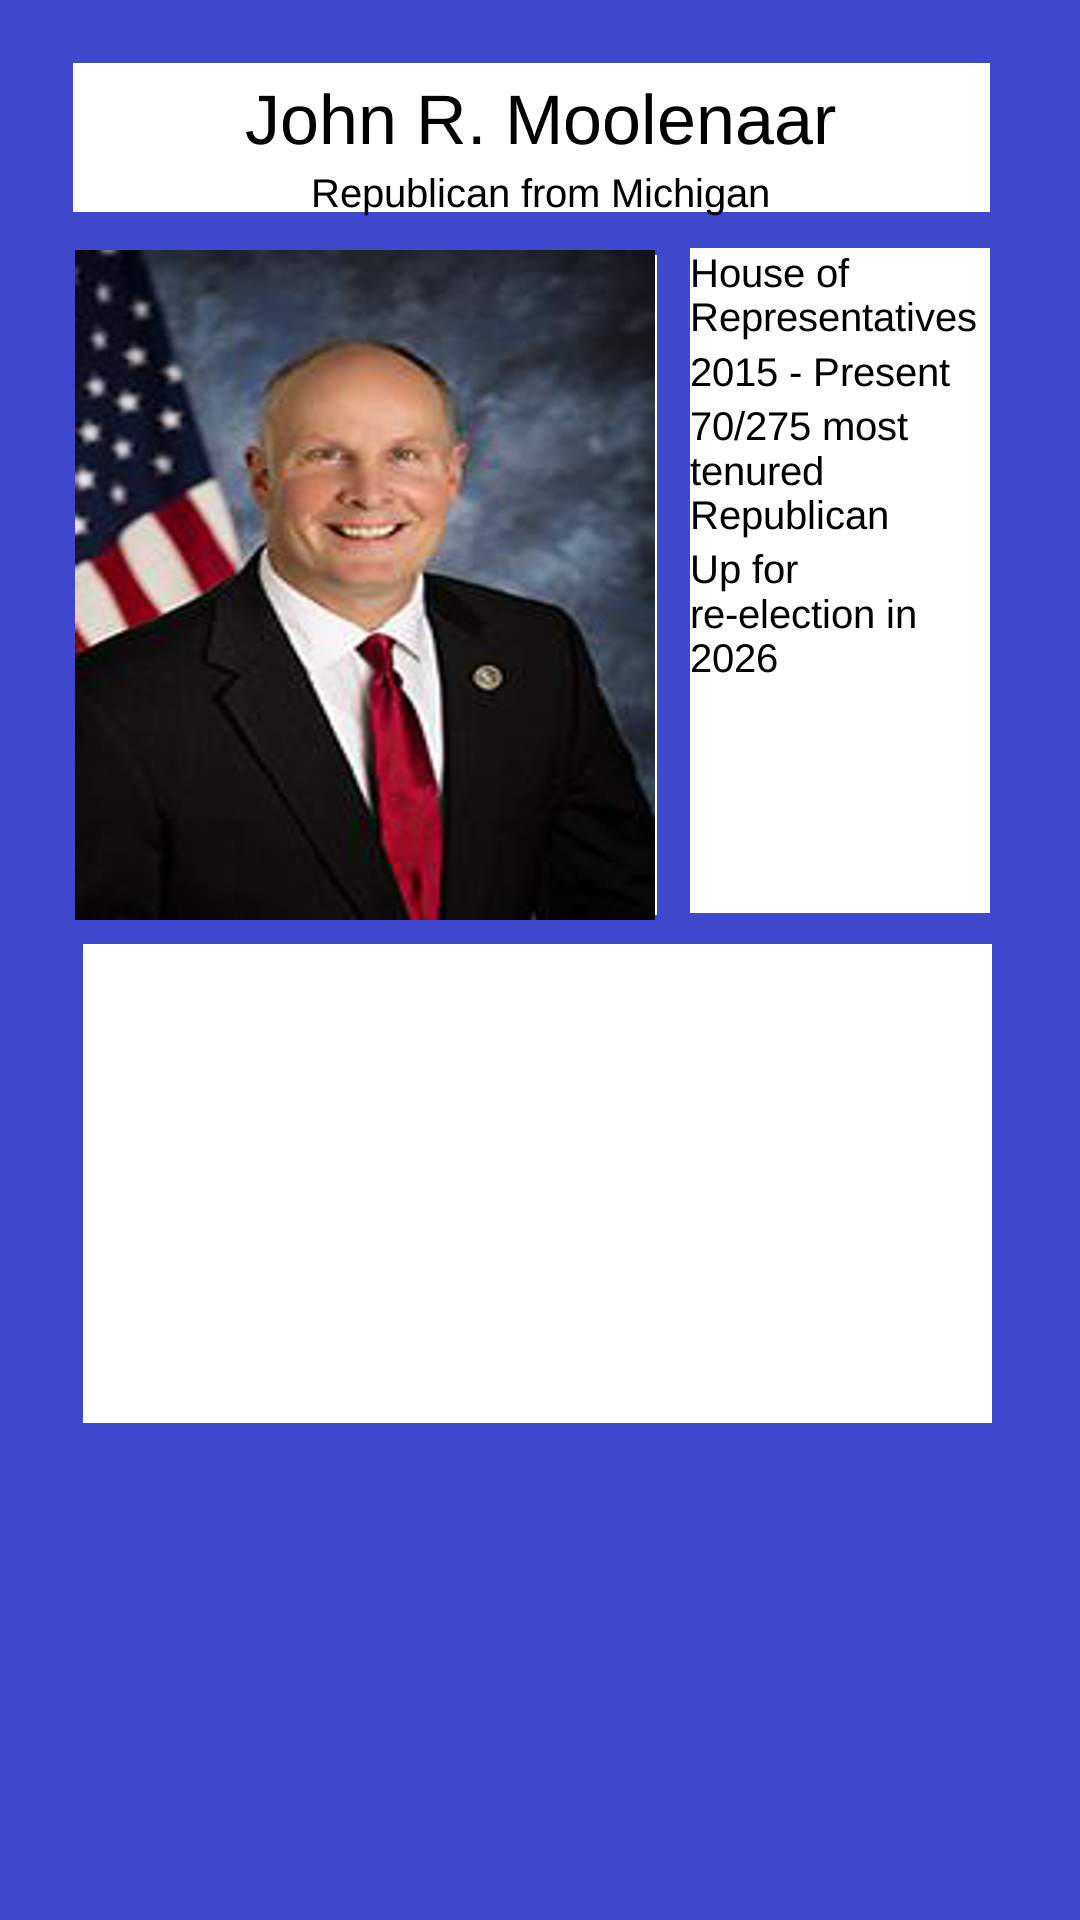 John R. Moolenaar
Republican from Michigan
House of
Representatives
2015 - Present
70/275 most
tenured
Republican
Up for
re-election in
2026